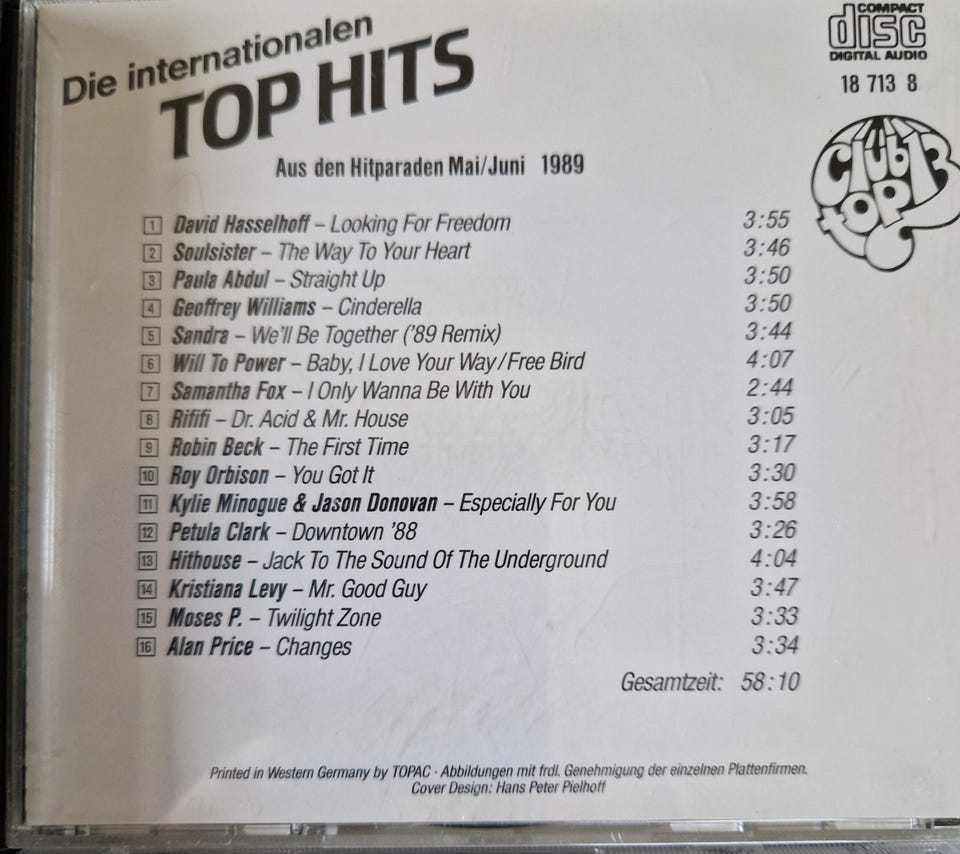 Die internationalen
TOP HITS
Aus den Hitparaden Mai/Juni 1989
COMPACT
disc
DIGITAL AUDIO
18 713 8
Club
top 13
1 David Hasselhoff – Looking For Freedom 3:55
2 Soulsister – The Way To Your Heart 3:46
3 Paula Abdul – Straight Up 3:50
4 Geoffrey Williams – Cinderella 3:50
5 Sandra – We'll Be Together ('89 Remix) 3:44
6 Will To Power – Baby, I Love Your Way/Free Bird 4:07
7 Samantha Fox – I Only Wanna Be With You 2:44
8 Rififi – Dr. Acid & Mr. House 3:05
9 Robin Beck – The First Time 3:17
10 Roy Orbison – You Got It 3:30
11 Kylie Minogue & Jason Donovan – Especially For You 3:58
12 Petula Clark – Downtown '88 3:26
13 Hithouse – Jack To The Sound Of The Underground 4:04
14 Kristiana Levy – Mr. Good Guy 3:47
15 Moses P. – Twilight Zone 3:33
16 Alan Price – Changes 3:34
Gesamtzeit: 58:10
Printed in Western Germany by TOPAC · Abbildungen mit frdl. Genehmigung der einzelnen Plattenfirmen.
Cover Design: Hans Peter Pielhoff